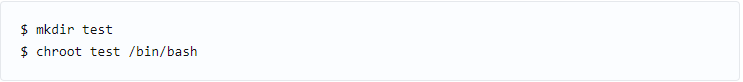 $ mkdir test
$ chroot test /bin/bash